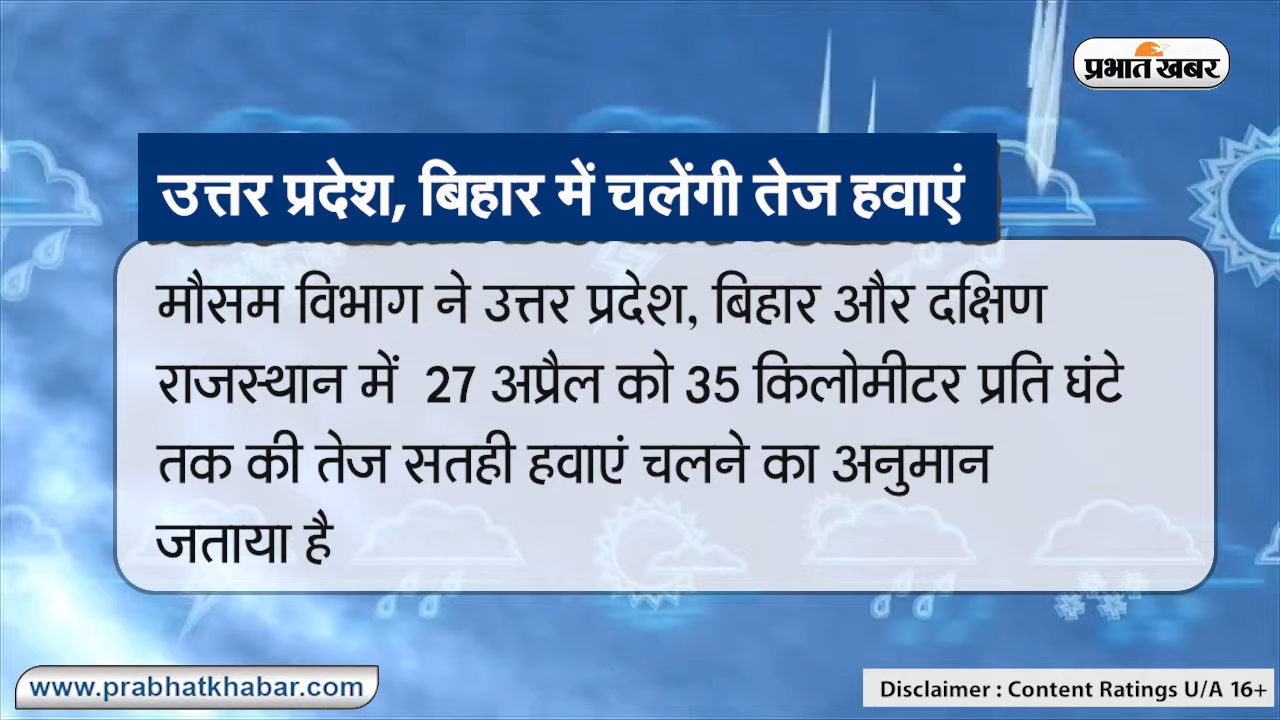 प्रभात खबर
उत्तर प्रदेश, बिहार में चलेंगी तेज हवाएं
मौसम विभाग ने उत्तर प्रदेश, बिहार और दक्षिण
राजस्थान में 27 अप्रैल को 35 किलोमीटर प्रति घंटे
तक की तेज सतही हवाएं चलने का अनुमान
जताया है
www.prabhatkhabar.com
Disclaimer : Content Ratings U/A 16+